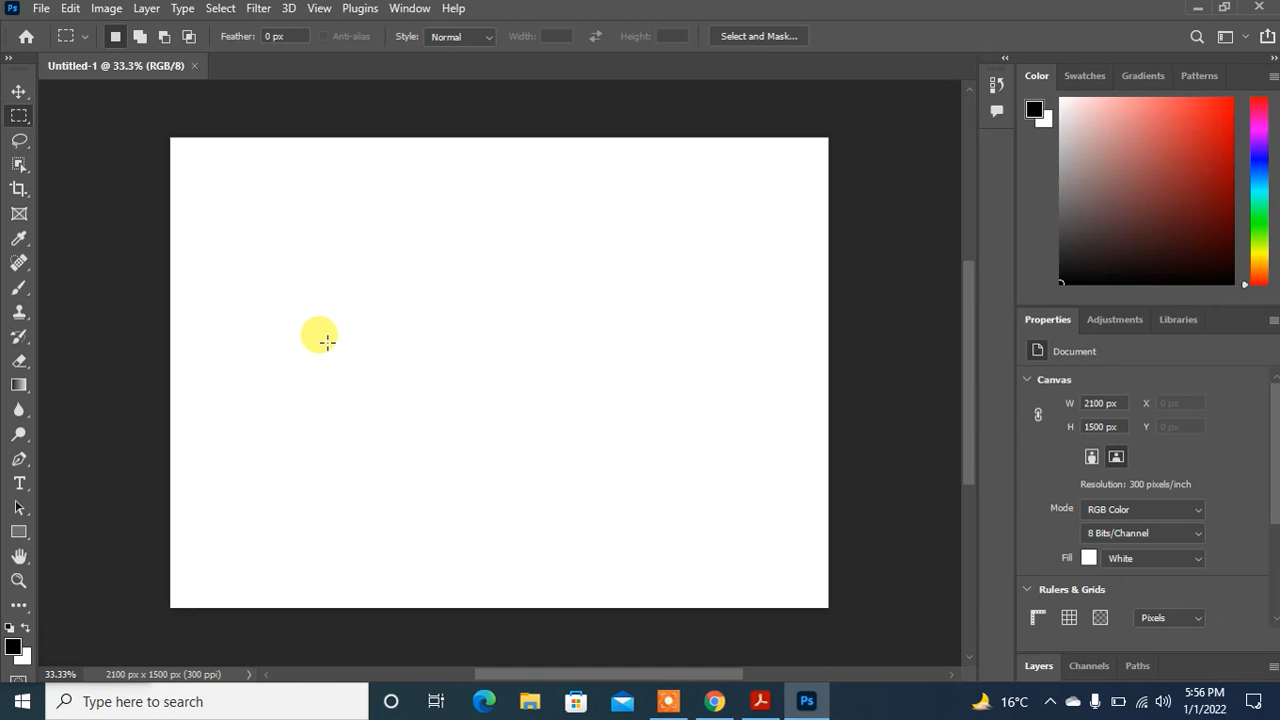 Ps File Edit Image Layer Type Select Filter 3D View Plugins Window Help
Feather: 0 px Anti-alias Style: Normal Width: Height: Select and Mask...
Untitled-1 @ 33.3% (RGB/8)
Color Swatches Gradients Patterns
Properties Adjustments Libraries
Document
Canvas
W 2100 px X 0 px
H 1500 px Y 0 px
Resolution: 300 pixels/inch
Mode RGB Color
8 Bits/Channel
Fill White
Rulers & Grids
Pixels
Layers Channels Paths
33.33% 2100 px x 1500 px (300 ppi)
Type here to search
Ps
16°C
5:56 PM
1/1/2022